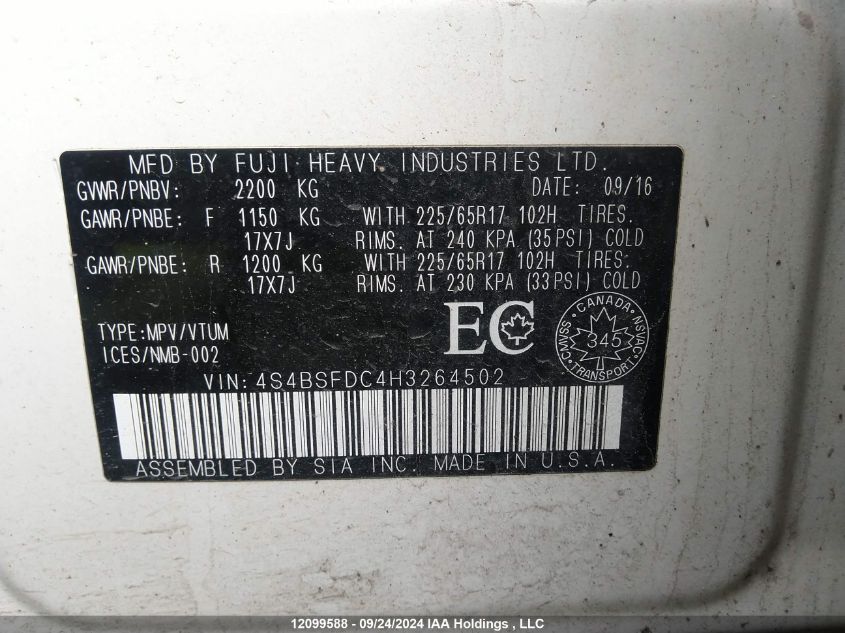 MFD BY FUJI HEAVY INDUSTRIES LTD.
GVWR/PNBV: 2200 KG DATE: 09/16
GAWR/PNBE: F 1150 KG WITH 225/65R17 102H TIRES.
17X7J RIMS. AT 240 KPA (35PSI) COLD
GAWR/PNBE: R 1200 KG WITH 225/65R17 102H TIRES:
17X7J RIMS. AT 230 KPA (33PSI) COLD
TYPE:MPV/VTUM
ICES/NMB-002
EC
CANADA
NSVAC
CMVSS
345
VIN: 4S4BSFDC4H3264502
ASSEMBLED BY SIA INC. MADE IN U.S.A.
12099588 - 09/24/2024 IAA Holdings , LLC